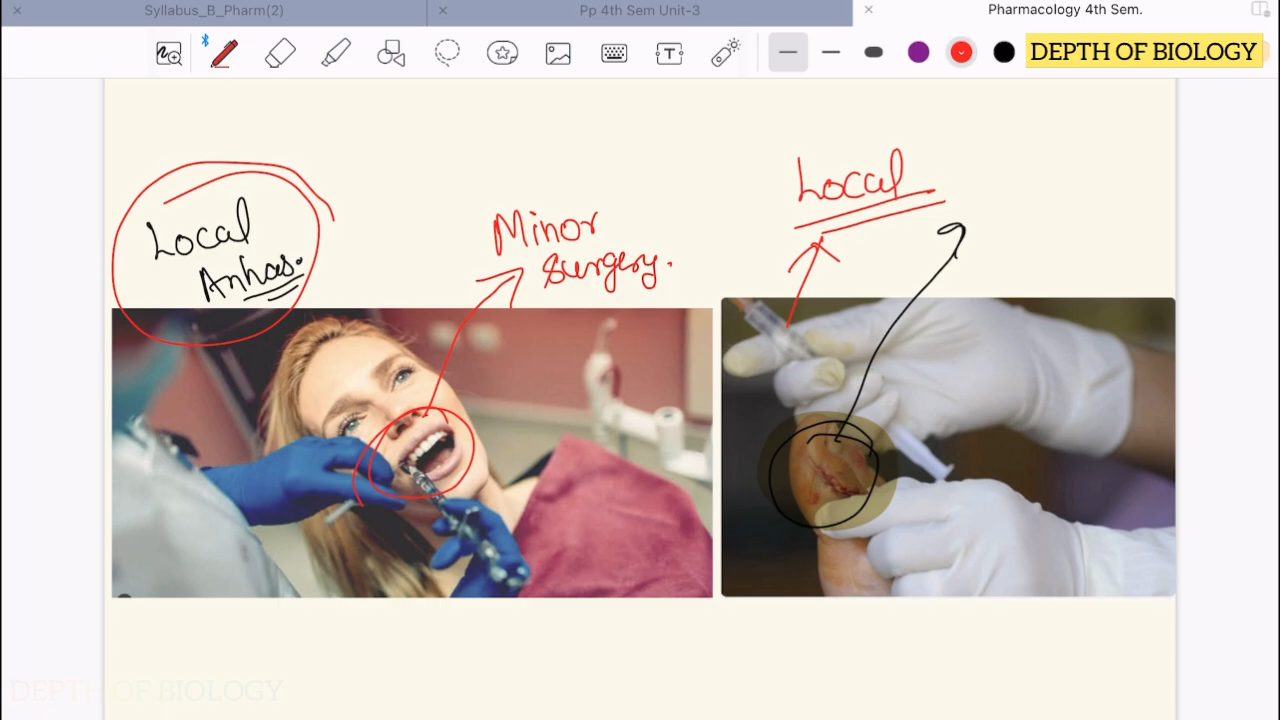 Syllabus_B_Pharm(2)
Pp 4th Sem Unit-3
Pharmacology 4th Sem.
DEPTH OF BIOLOGY
Local
Anhas.
Minor
Surgery.
Local
DEPTH OF BIOLOGY